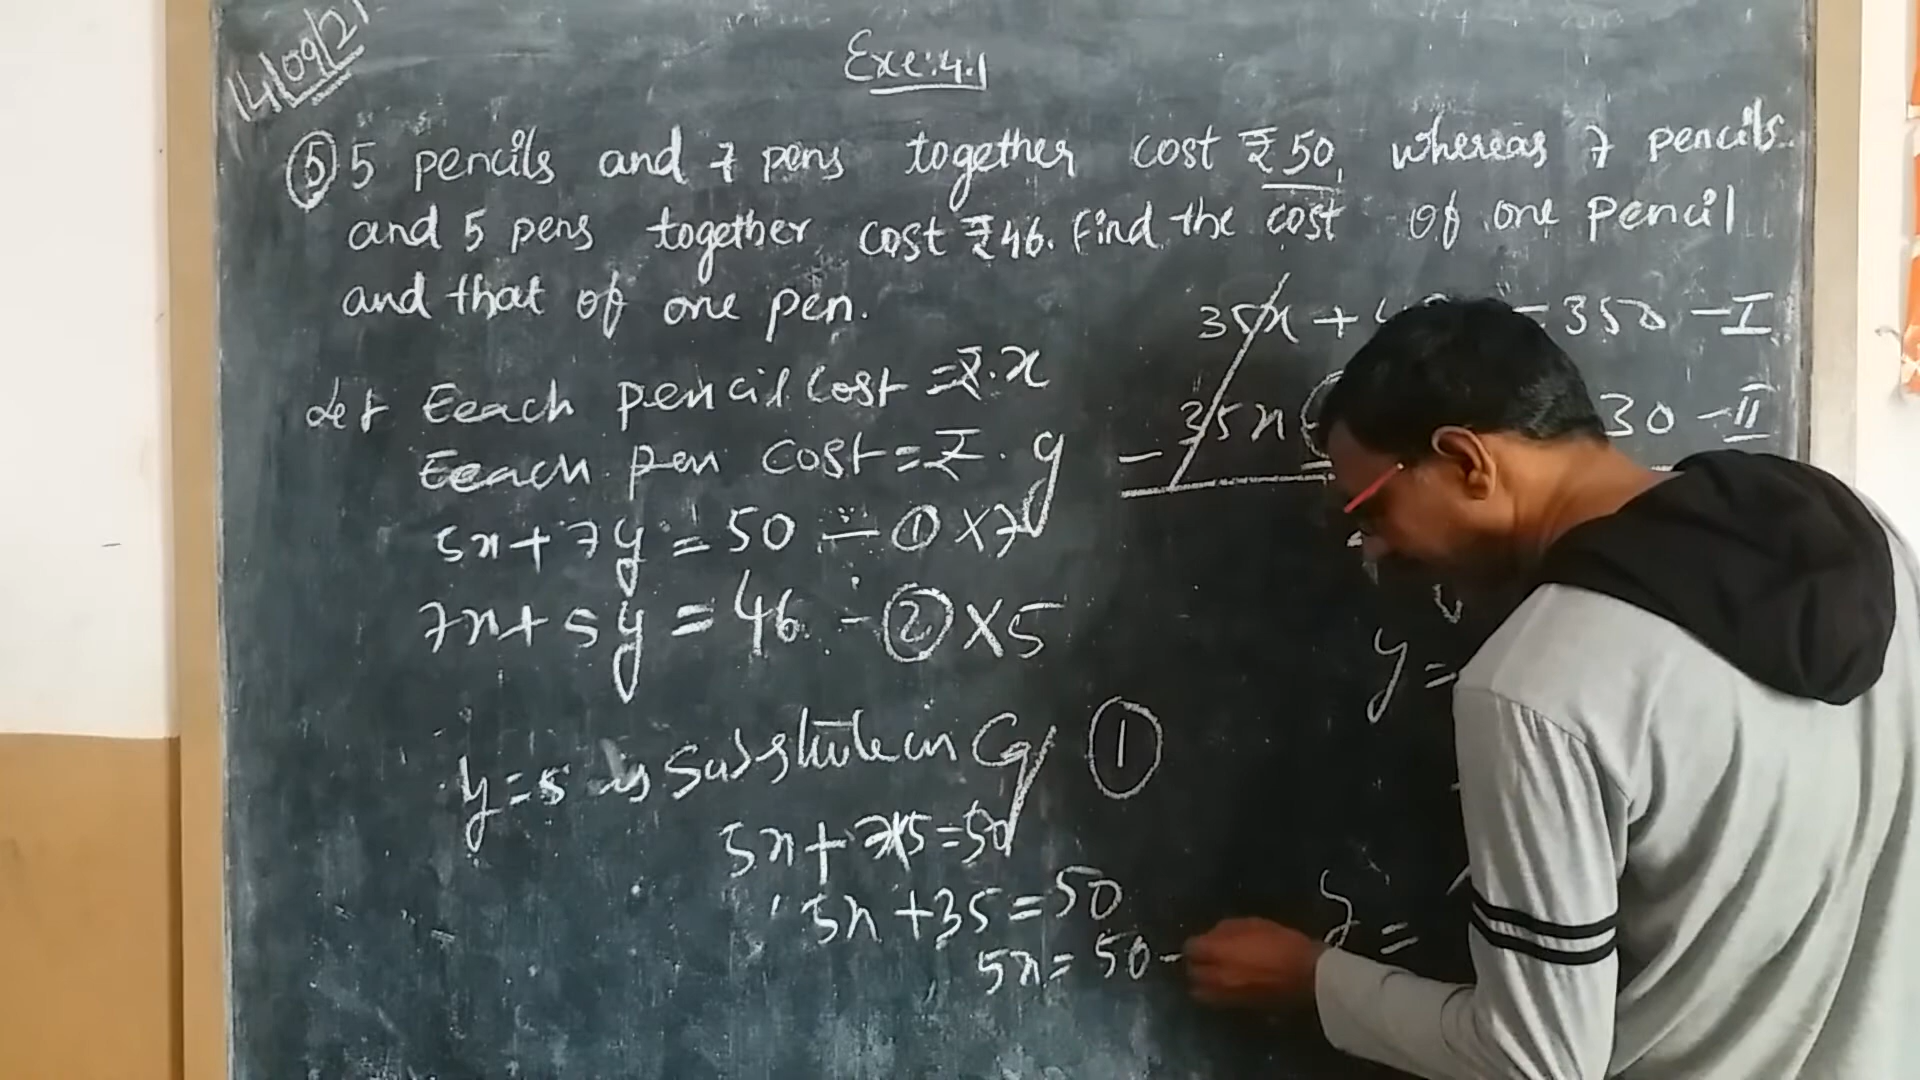 14/09/21
Exe:4.1
⑤ 5 pencils and 7 pens together cost ₹50, whereas 7 pencils
and 5 pens together cost ₹46. Find the cost of one pencil
and that of one pen.
Let Eeach pencil cost = ₹. x
Eeach pen cost = ₹. y
5x + 7y = 50 - ① × 7
7x + 5y = 46 - ② × 5
y = 5 is Substitute in Eq ①
5x + 7×5 = 50
5x + 35 = 50
5x = 50 -
35x + = 350 - I
- 35x 30 - II
y =
y =